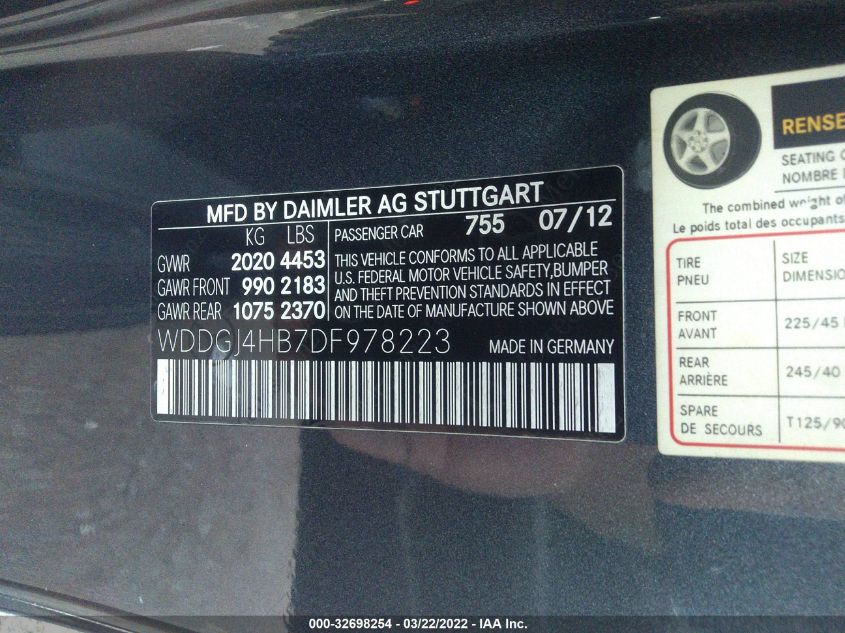 MFD BY DAIMLER AG STUTTGART
KG LBS
GVWR 2020 4453
GAWR FRONT 990 2183
GAWR REAR 1075 2370
PASSENGER CAR 755 07/12
THIS VEHICLE CONFORMS TO ALL APPLICABLE
U.S. FEDERAL MOTOR VEHICLE SAFETY,BUMPER
AND THEFT PREVENTION STANDARDS IN EFFECT
ON THE DATE OF MANUFACTURE SHOWN ABOVE
WDDGJ4HB7DF978223 MADE IN GERMANY
RENSE
SEATING
NOMBRE
The combined weight of
Le poids total des occupants
TIRE SIZE
PNEU DIMENSIO
FRONT
AVANT
225/45
REAR
ARRIÈRE
245/40
SPARE
DE SECOURS
T125/90
000-32698254 - 03/22/2022 - IAA Inc.